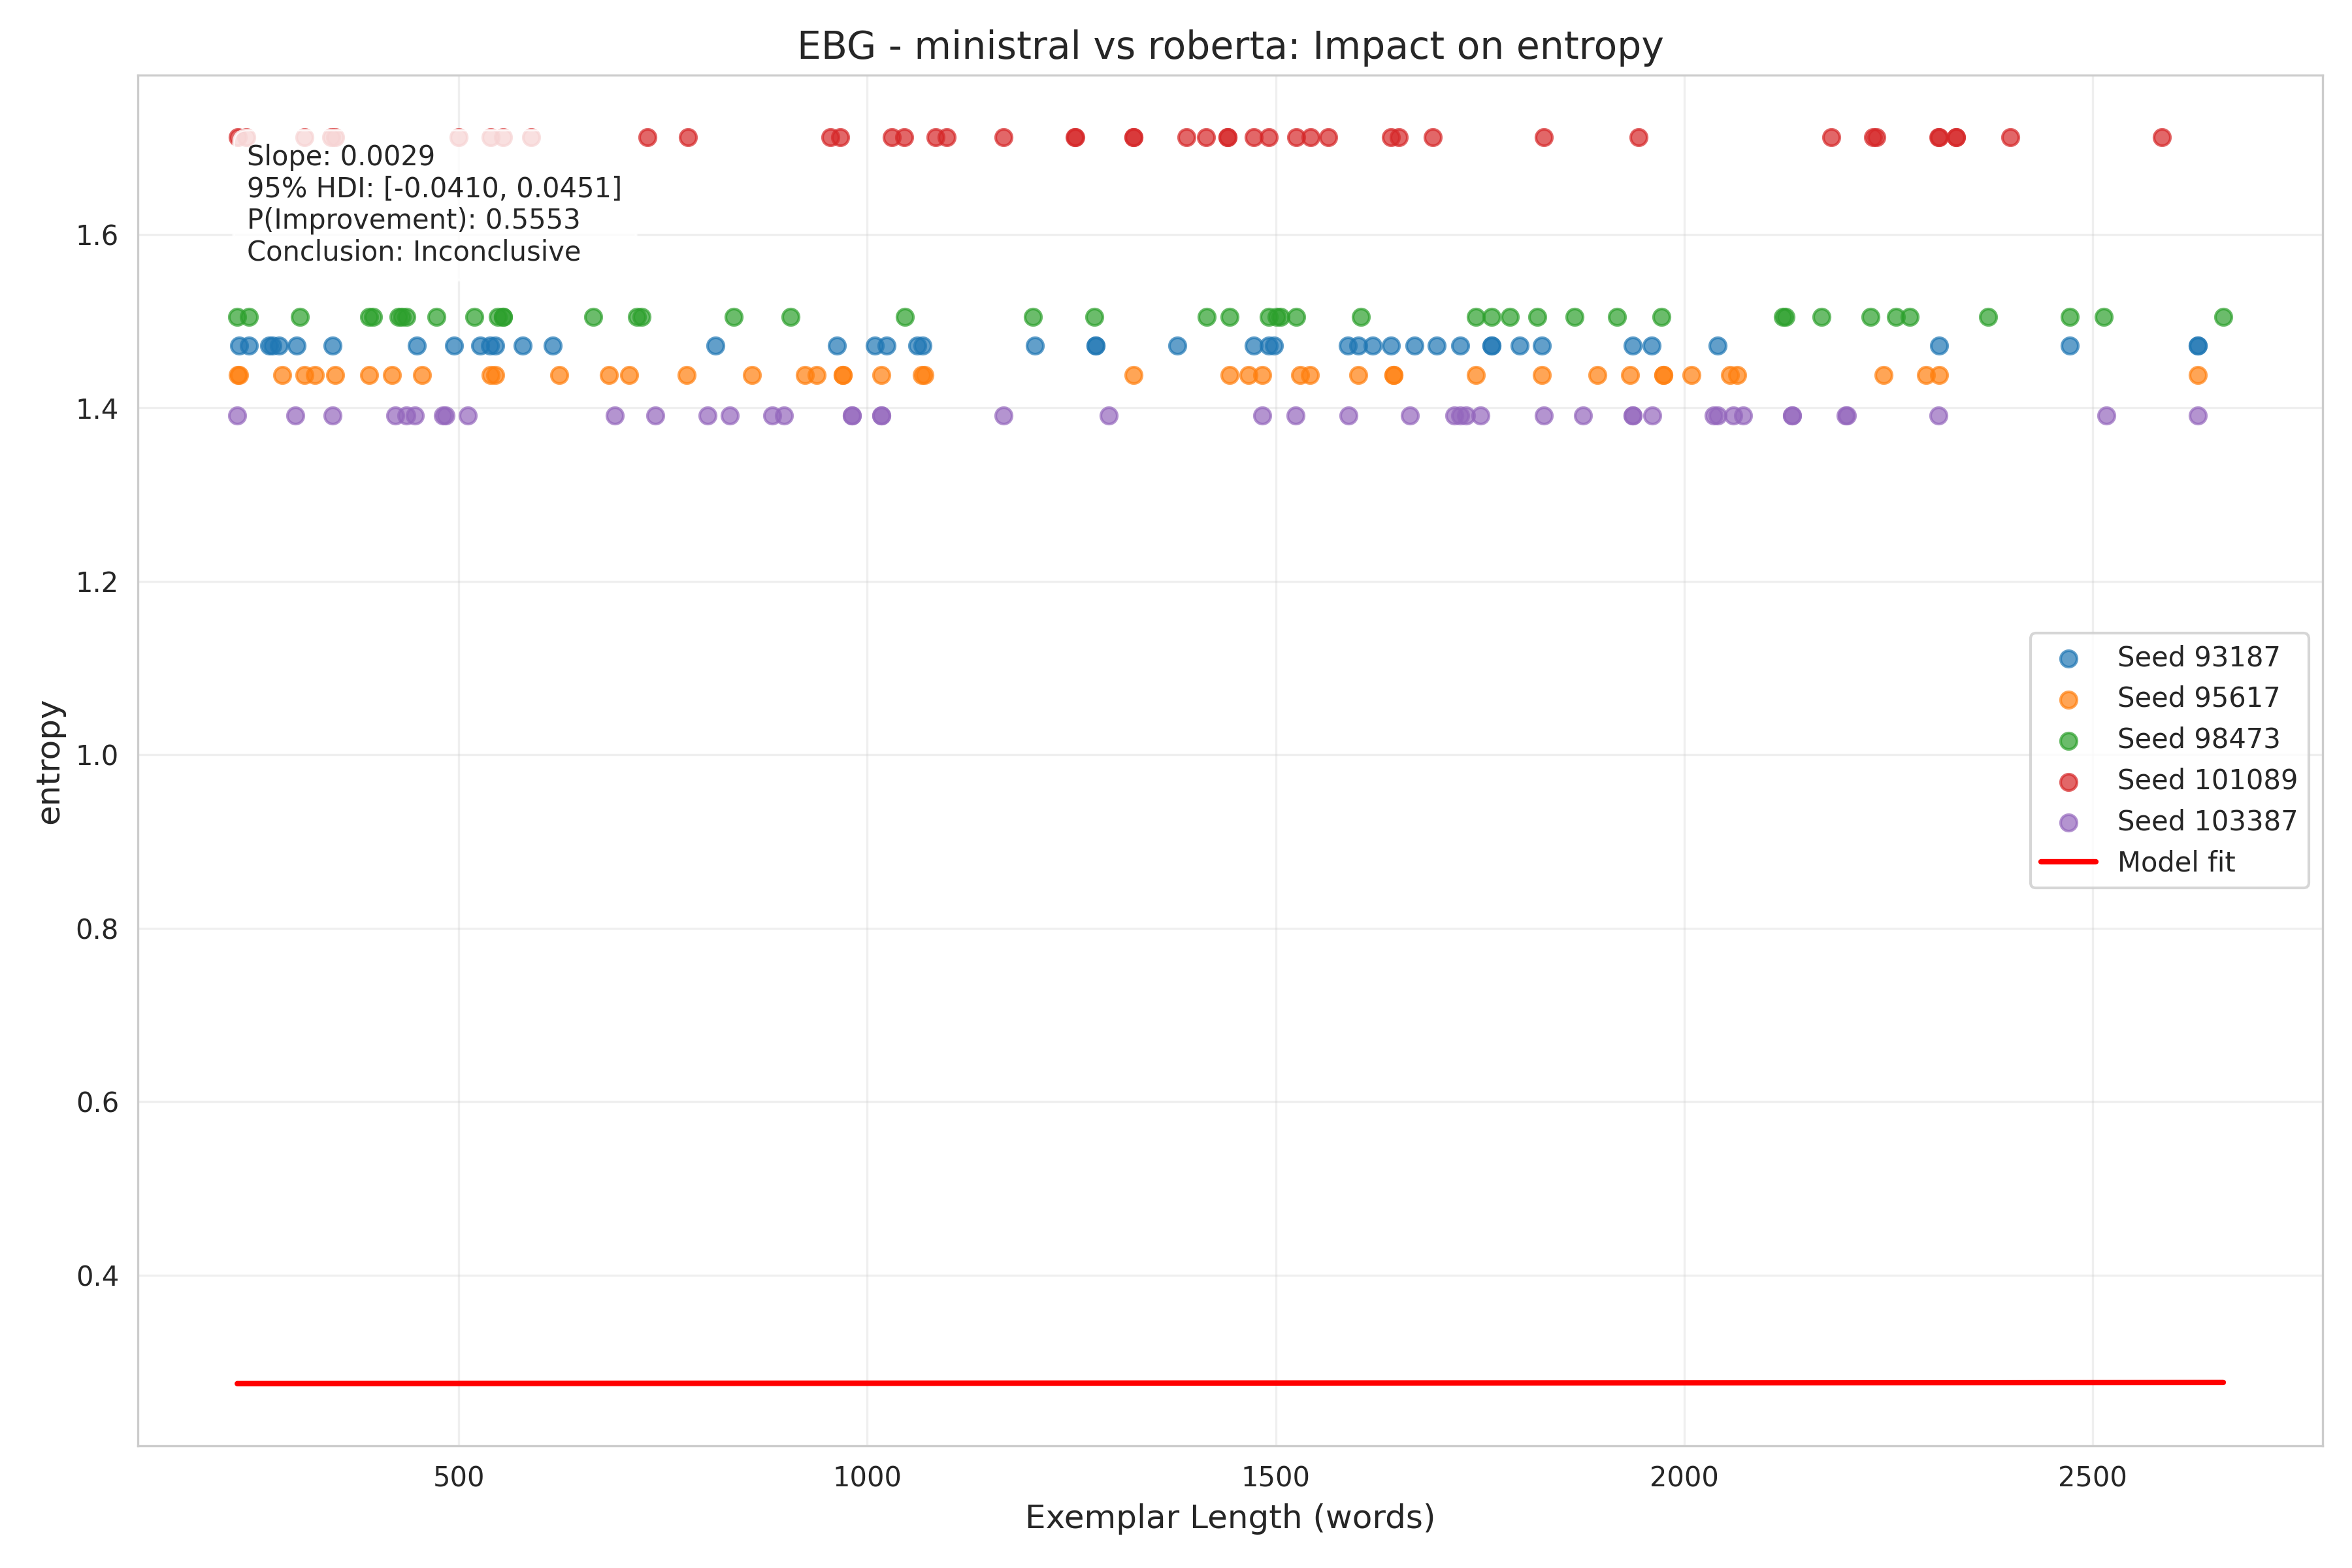 EBG - ministral vs roberta: Impact on entropy
Slope: 0.0029
95% HDI: [-0.0410, 0.0451]
P(Improvement): 0.5553
Conclusion: Inconclusive
entropy
1.6
1.4
1.2
1.0
0.8
0.6
0.4
Seed 93187
Seed 95617
Seed 98473
Seed 101089
Seed 103387
Model fit
500
1000
1500
2000
2500
Exemplar Length (words)